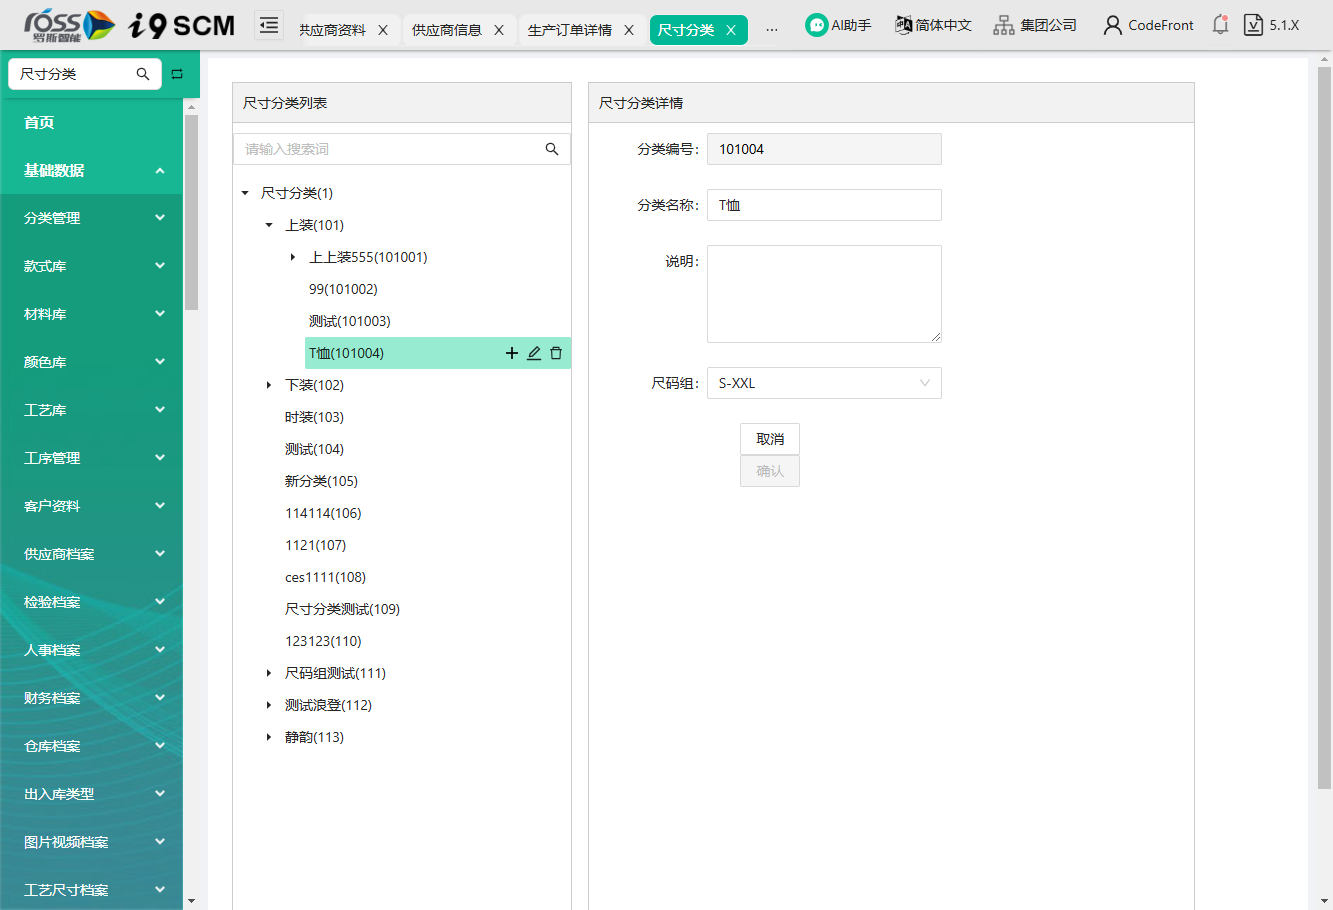 röss 罗斯智能 i9 SCM
供应商资料
供应商信息
生产订单详情
尺寸分类
...
AI助手
简体中文
集团公司
CodeFront
5.1.X
尺寸分类
首页
基础数据
分类管理
款式库
材料库
颜色库
工艺库
工序管理
客户资料
供应商档案
检验档案
人事档案
财务档案
仓库档案
出入库类型
图片视频档案
工艺尺寸档案
尺寸分类列表
请输入搜索词
尺寸分类(1)
上装(101)
上上装555(101001)
99(101002)
测试(101003)
T恤(101004)
下装(102)
时装(103)
测试(104)
新分类(105)
114114(106)
1121(107)
ces1111(108)
尺寸分类测试(109)
123123(110)
尺码组测试(111)
测试浪登(112)
静韵(113)
尺寸分类详情
分类编号: 101004
分类名称: T恤
说明:
尺码组: S-XXL
取消
确认